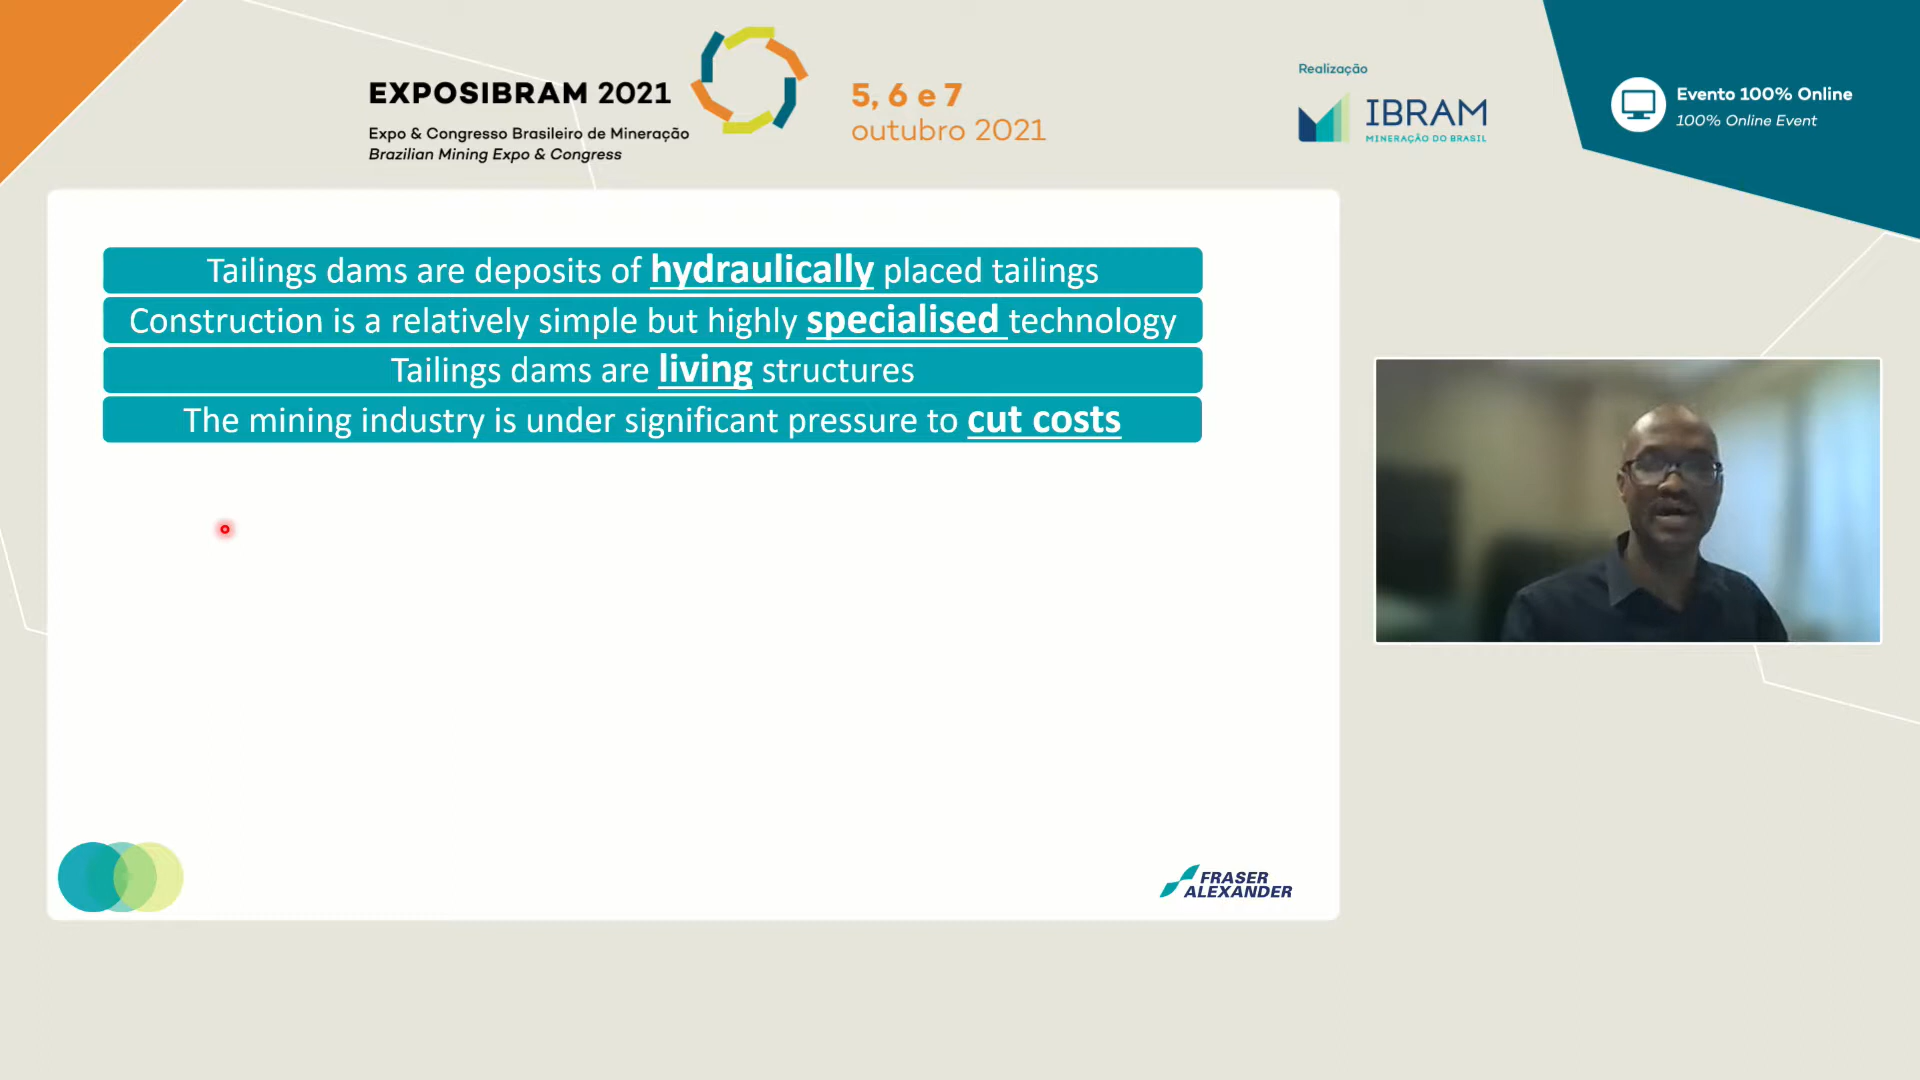 EXPOSIBRAM 2021
Expo & Congresso Brasileiro de Mineração
Brazilian Mining Expo & Congress
5, 6 e 7
outubro 2021
Realização
IBRAM
MINERAÇÃO DO BRASIL
Evento 100% Online
100% Online Event
Tailings dams are deposits of hydraulically placed tailings
Construction is a relatively simple but highly specialised technology
Tailings dams are living structures
The mining industry is under significant pressure to cut costs
FRASER
ALEXANDER